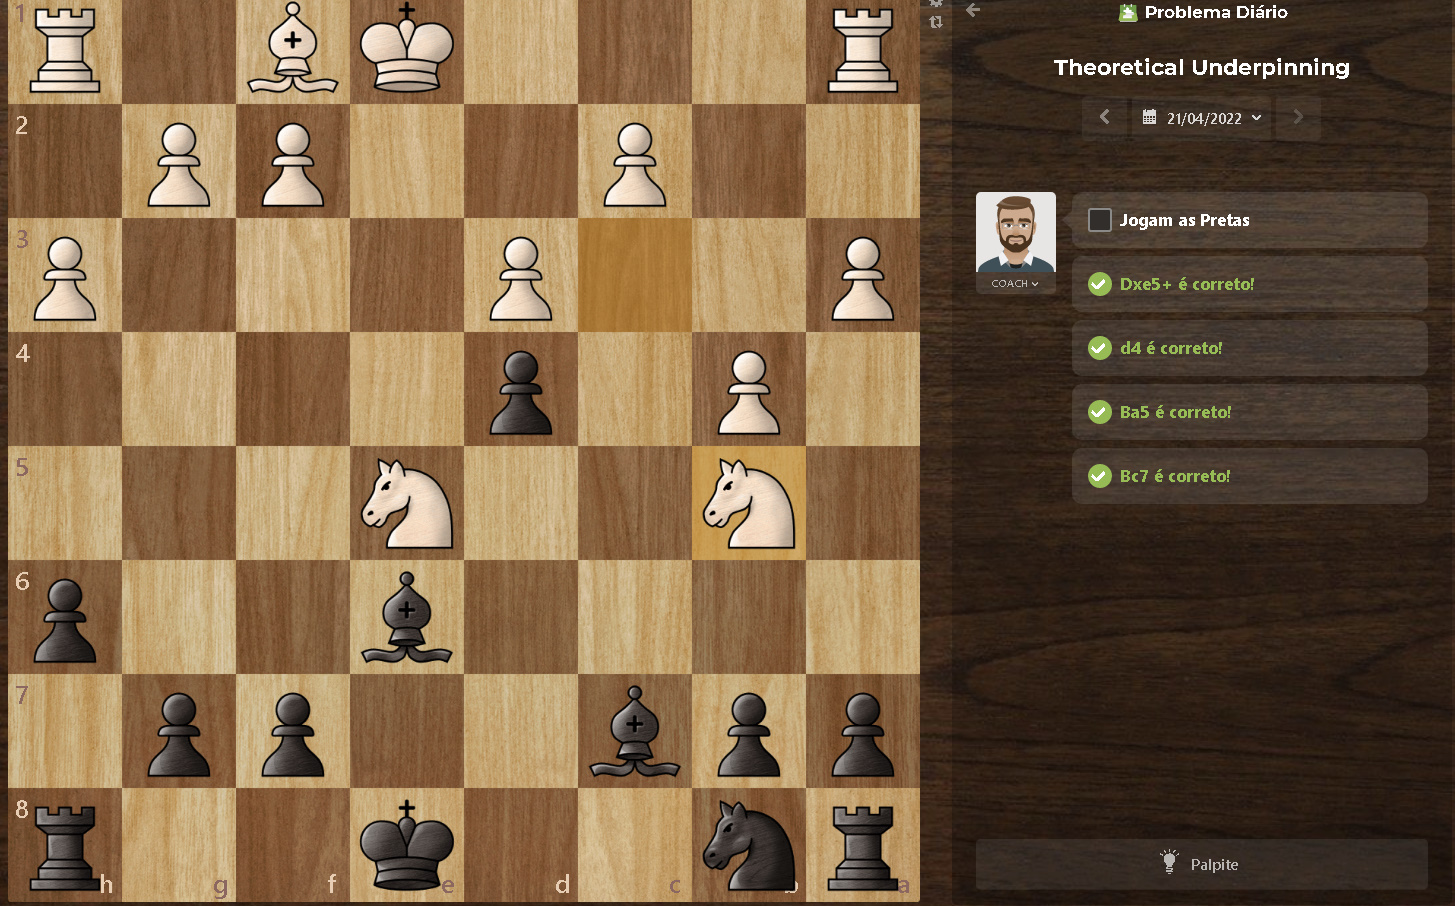 1
2
3
4
5
6
7
8
h
g
f
e
d
c
b
a
Problema Diário
Theoretical Underpinning
21/04/2022
COACH
Jogam as Pretas
Dxe5+ é correto!
d4 é correto!
Ba5 é correto!
Bc7 é correto!
Palpite